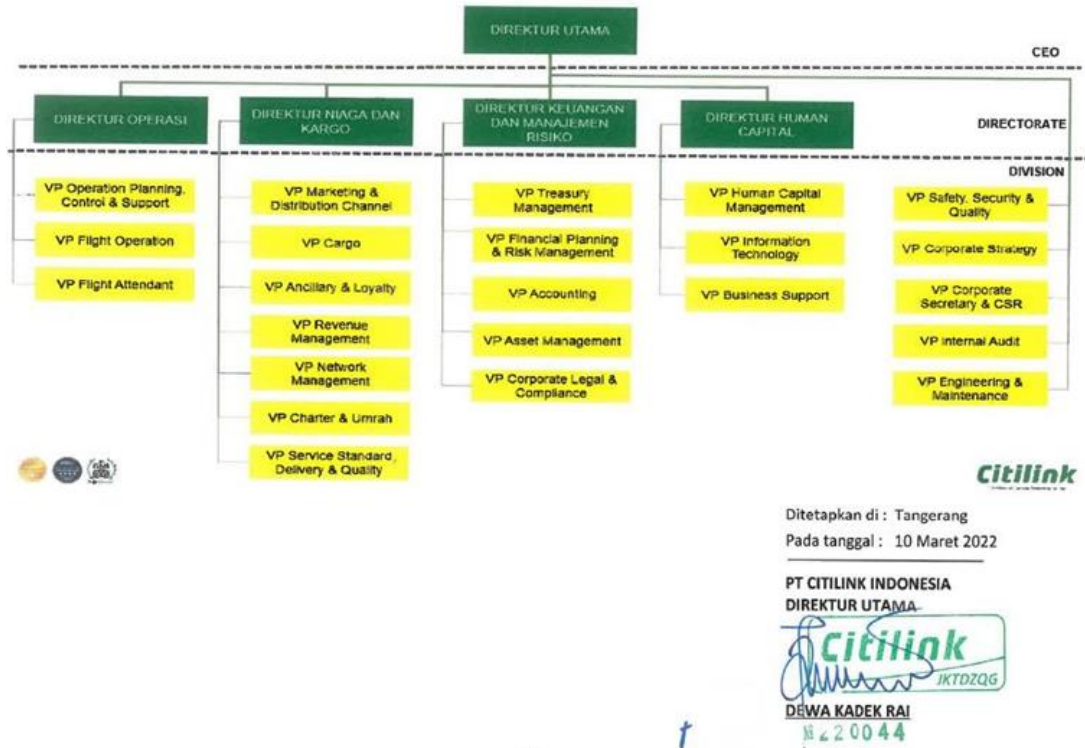 DIREKTUR UTAMA
CEO
DIREKTUR OPERASI
DIREKTUR NIAGA DAN
KARGO
DIREKTUR KEUANGAN
DAN MANAJEMEN
RISIKO
DIREKTUR HUMAN
CAPITAL
DIRECTORATE
DIVISION
VP Operation Planning,
Control & Support
VP Flight Operation
VP Flight Attendant
VP Marketing &
Distribution Channel
VP Cargo
VP Ancillary & Loyalty
VP Revenue
Management
VP Network
Management
VP Charter & Umrah
VP Service Standard,
Delivery & Quality
VP Treasury
Management
VP Financial Planning
& Risk Management
VP Accounting
VP Asset Management
VP Corporate Legal &
Compliance
VP Human Capital
Management
VP Information
Technology
VP Business Support
VP Safety, Security &
Quality
VP Corporate Strategy
VP Corporate
Secretary & CSR
VP Internal Audit
VP Engineering &
Maintenance
Citilink
Ditetapkan di : Tangerang
Pada tanggal : 10 Maret 2022
PT CITILINK INDONESIA
DIREKTUR UTAMA
Citilink
JKTDZQG
DEWA KADEK RAI
220044